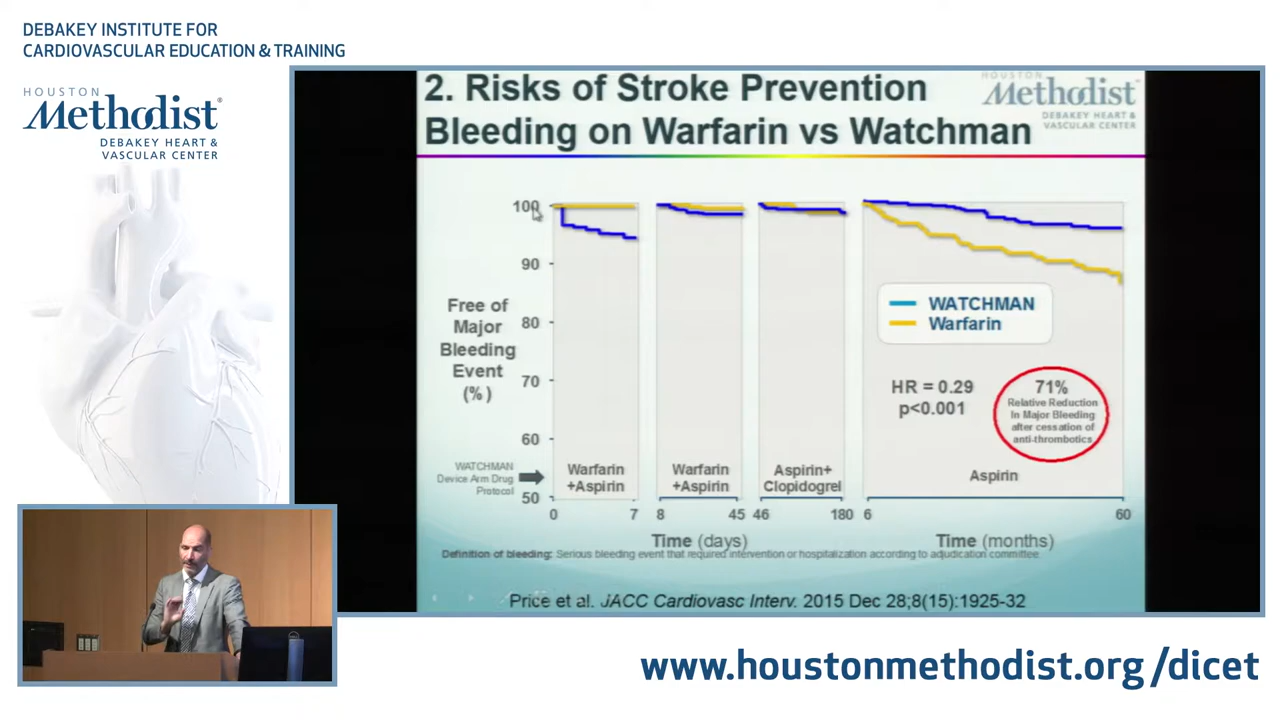 DEBAKEY INSTITUTE FOR
CARDIOVASCULAR EDUCATION & TRAINING
HOUSTON
Methodist®
DEBAKEY HEART &
VASCULAR CENTER
2. Risks of Stroke Prevention
Bleeding on Warfarin vs Watchman
HOUSTON
Methodist
DEBAKEY HEART &
VASCULAR CENTER
100
90
80
70
60
50
Free of
Major
Bleeding
Event
(%)
WATCHMAN
Warfarin
HR = 0.29
p<0.001
71%
Relative Reduction
In Major Bleeding
after cessation of
anti-thrombotics
WATCHMAN
Device Arm Drug
Protocol
Warfarin
+Aspirin
Warfarin
+Aspirin
Aspirin+
Clopidogrel
Aspirin
0 7 8 45 46 180 6 60
Time (days) Time (months)
Definition of bleeding: Serious bleeding event that required intervention or hospitalization according to adjudication committee.
Price et al. JACC Cardiovasc Interv. 2015 Dec 28;8(15):1925-32
www.houstonmethodist.org /dicet